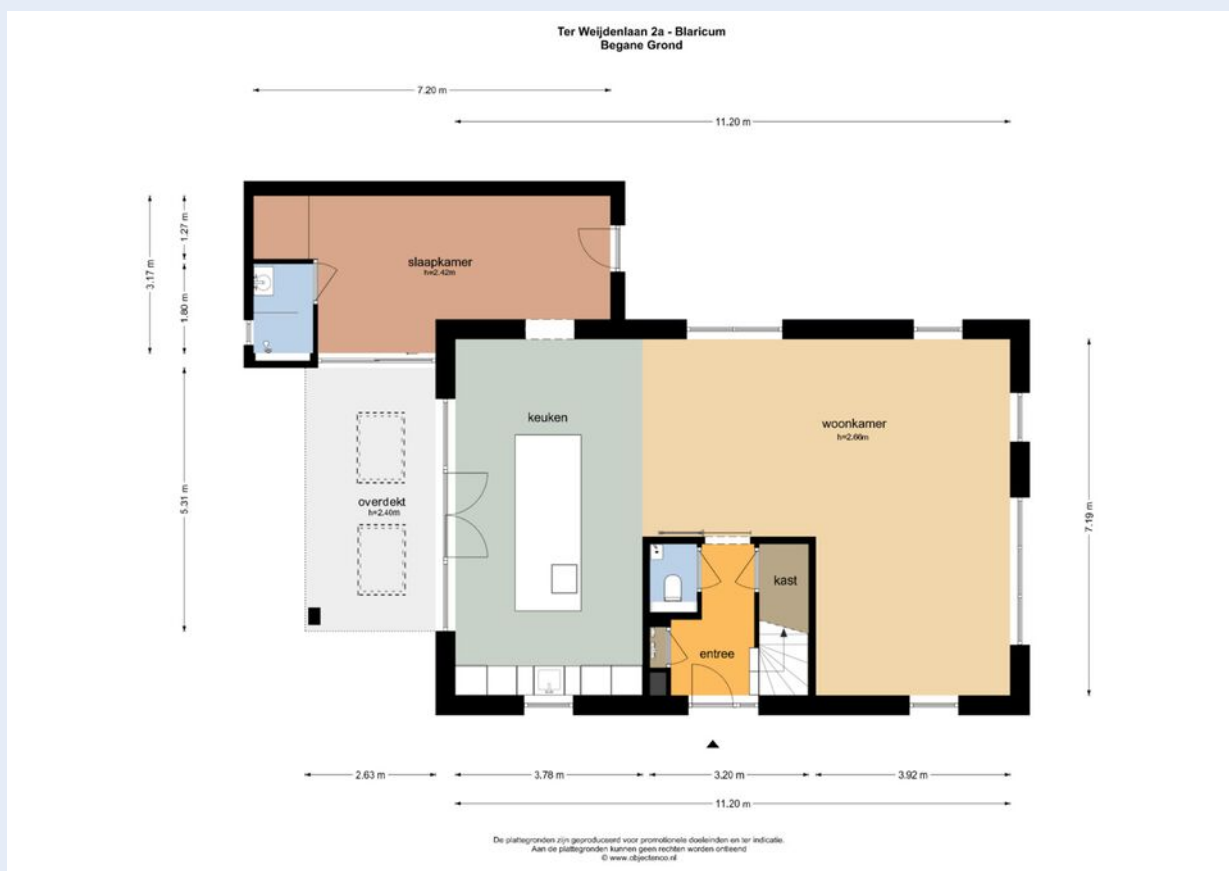 Ter Weijdenlaan 2a - Blaricum
Begane Grond
7.20 m
11.20 m
3.17 m
1.27 m
1.80 m
slaapkamer
h=2.42m
keuken
woonkamer
h=2.66m
overdekt
h=2.46m
5.31 m
7.19 m
kast
entree
2.63 m
3.78 m
3.20 m
3.92 m
11.20 m
De plattegronden zijn geproduceerd voor promotionele doeleinden en ter indicatie.
Aan de plattegronden kunnen geen rechten worden ontleend
© www.objectenco.nl